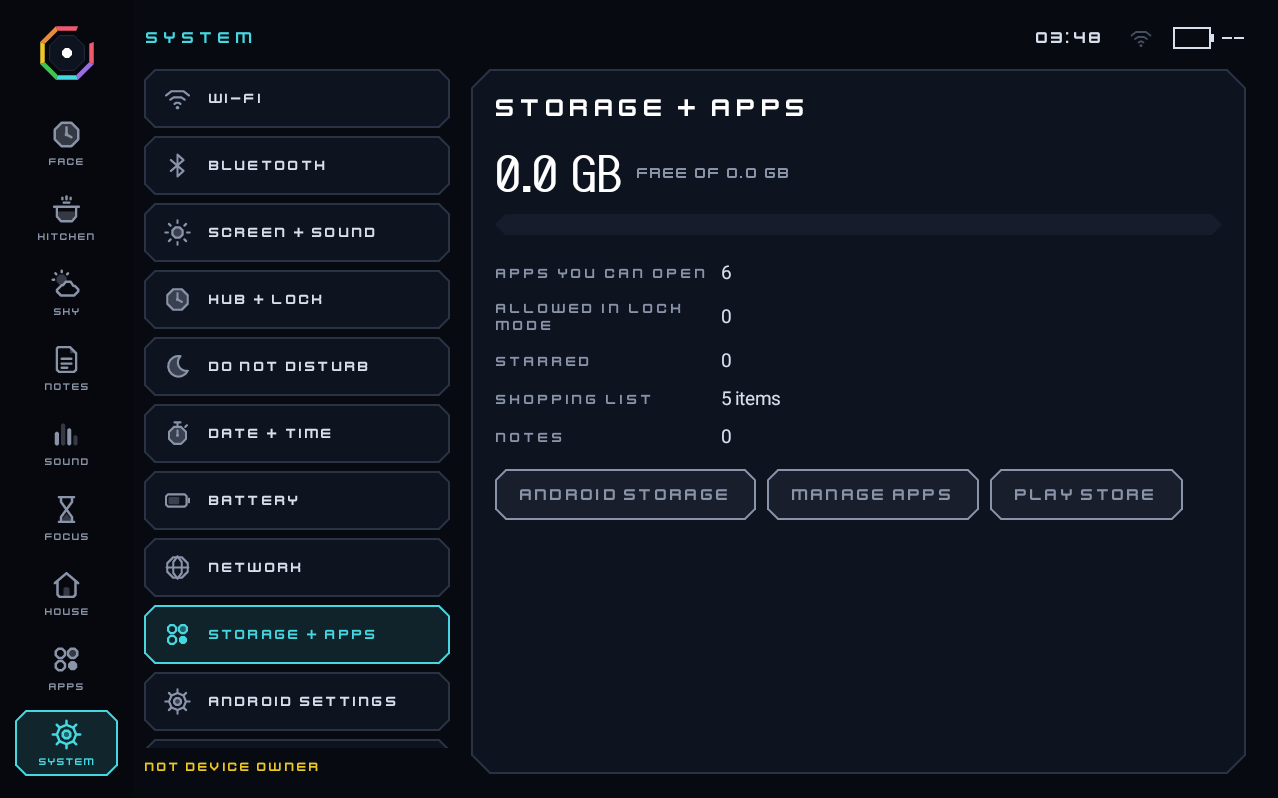 SYSTEM
03:48
--
FACE
KITCHEN
SKY
NOTES
SOUND
FOCUS
HOUSE
APPS
SYSTEM
WI-FI
BLUETOOTH
SCREEN + SOUND
HUB + LOCK
DO NOT DISTURB
DATE + TIME
BATTERY
NETWORK
STORAGE + APPS
ANDROID SETTINGS
NOT DEVICE OWNER
STORAGE + APPS
0.0 GB FREE OF 0.0 GB
APPS YOU CAN OPEN 6
ALLOWED IN LOCK
MODE 0
STARRED 0
SHOPPING LIST 5 items
NOTES 0
ANDROID STORAGE
MANAGE APPS
PLAY STORE